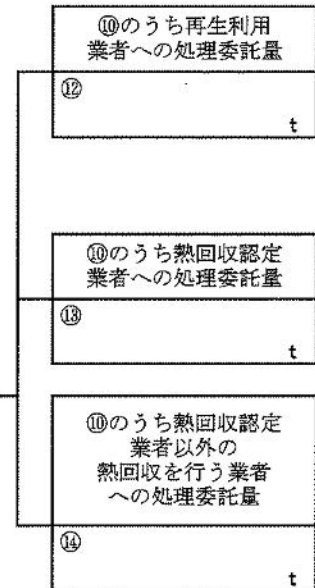 ⑩のうち再生利用
業者への処理委託量
⑫
t
⑩のうち熱回収認定
業者への処理委託量
⑬
t
⑩のうち熱回収認定
業者以外の
熱回収を行う業者
への処理委託量
⑭
t